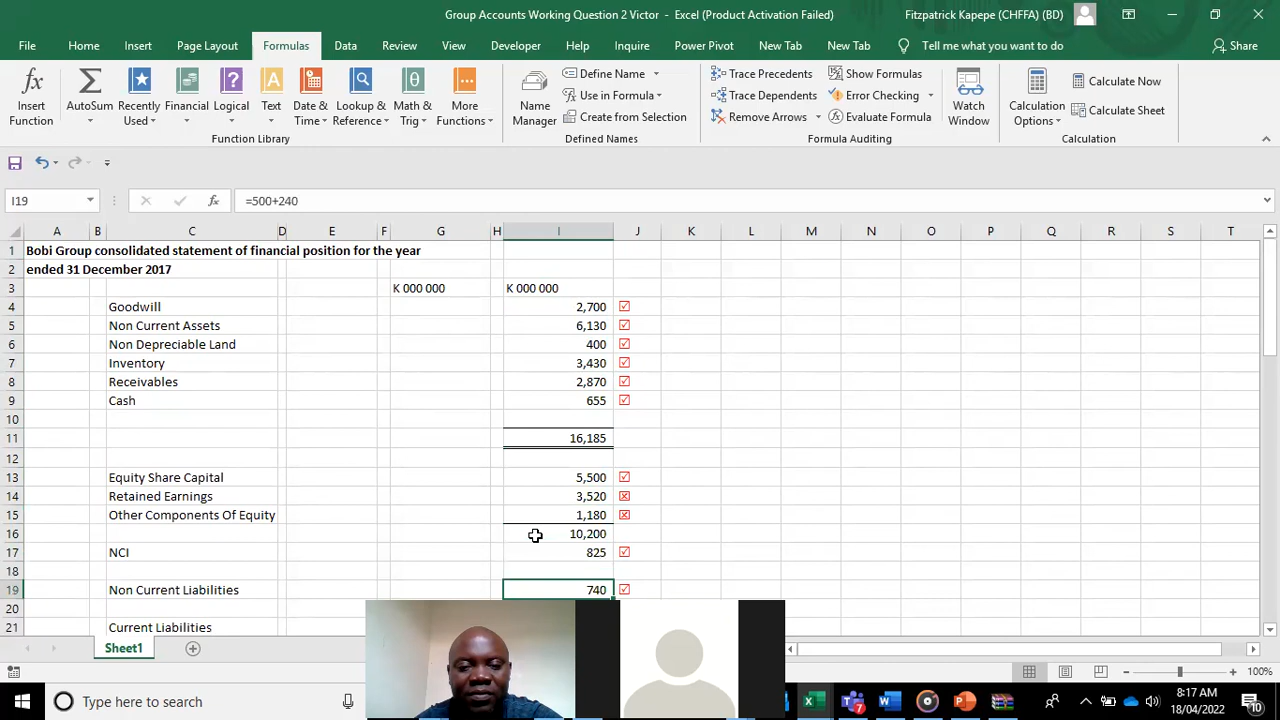 Group Accounts Working Question 2 Victor - Excel (Product Activation Failed) Fitzpatrick Kapepe (CHFFA) (BD)
File Home Insert Page Layout Formulas Data Review View Developer Help Inquire Power Pivot New Tab New Tab Tell me what you want to do Share
Insert Function AutoSum Recently Used Financial Logical Text Date & Time Lookup & Reference Math & Trig More Functions
Function Library
Name Manager Define Name Use in Formula Create from Selection
Defined Names
Trace Precedents Trace Dependents Remove Arrows Show Formulas Error Checking Evaluate Formula Watch Window
Formula Auditing
Calculation Options Calculate Now Calculate Sheet
Calculation
I19 fx =500+240
A B C D E F G H I J K L M N O P Q R S T
1 Bobi Group consolidated statement of financial position for the year
2 ended 31 December 2017
3 K 000 000 K 000 000
4 Goodwill 2,700
5 Non Current Assets 6,130
6 Non Depreciable Land 400
7 Inventory 3,430
8 Receivables 2,870
9 Cash 655
10
11 16,185
12
13 Equity Share Capital 5,500
14 Retained Earnings 3,520
15 Other Components Of Equity 1,180
16 10,200
17 NCI 825
18
19 Non Current Liabilities 740
20
21 Current Liabilities
Sheet1
100%
Type here to search 8:17 AM
18/04/2022 10